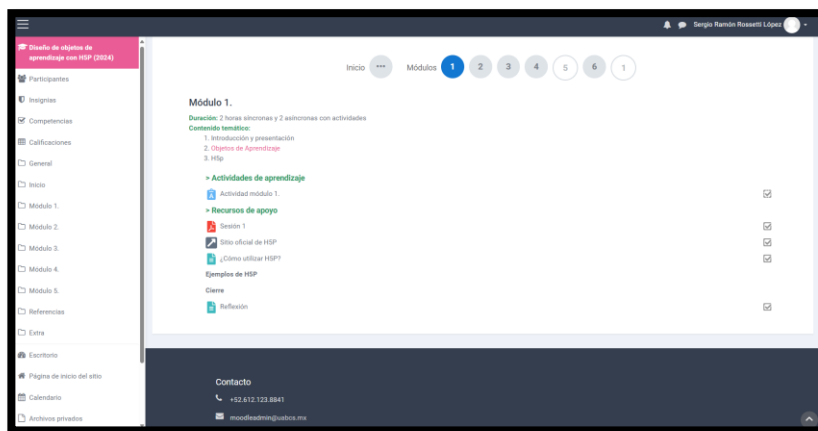 Sergio Ramón Rossetti López
Diseño de objetos de
aprendizaje con H5P (2024)
Participantes
Insignias
Competencias
Calificaciones
General
Inicio
Módulo 1.
Módulo 2.
Módulo 3.
Modulo 4.
Módulo 5.
Referencias
Extra
Escritorio
Página de inicio del sitio
Calendario
Archivos privados
Inicio ••• Módulos 1 2 3 4 5 6 1
Módulo 1.
Duración: 2 horas síncronas y 2 asíncronas con actividades
Contenido temático:
1. Introducción y presentación
2. Objetos de Aprendizaje
3. H5p
» Actividades de aprendizaje
Actividad módulo 1.
» Recursos de apoyo
Sesión 1
Sitio oficial de H5P
¿Cómo utilizar H5P?
Ejemplos de H5P
Cierre
Reflexión
Contacto
+52.612.123.8841
moodleadmin@uabcs.mx